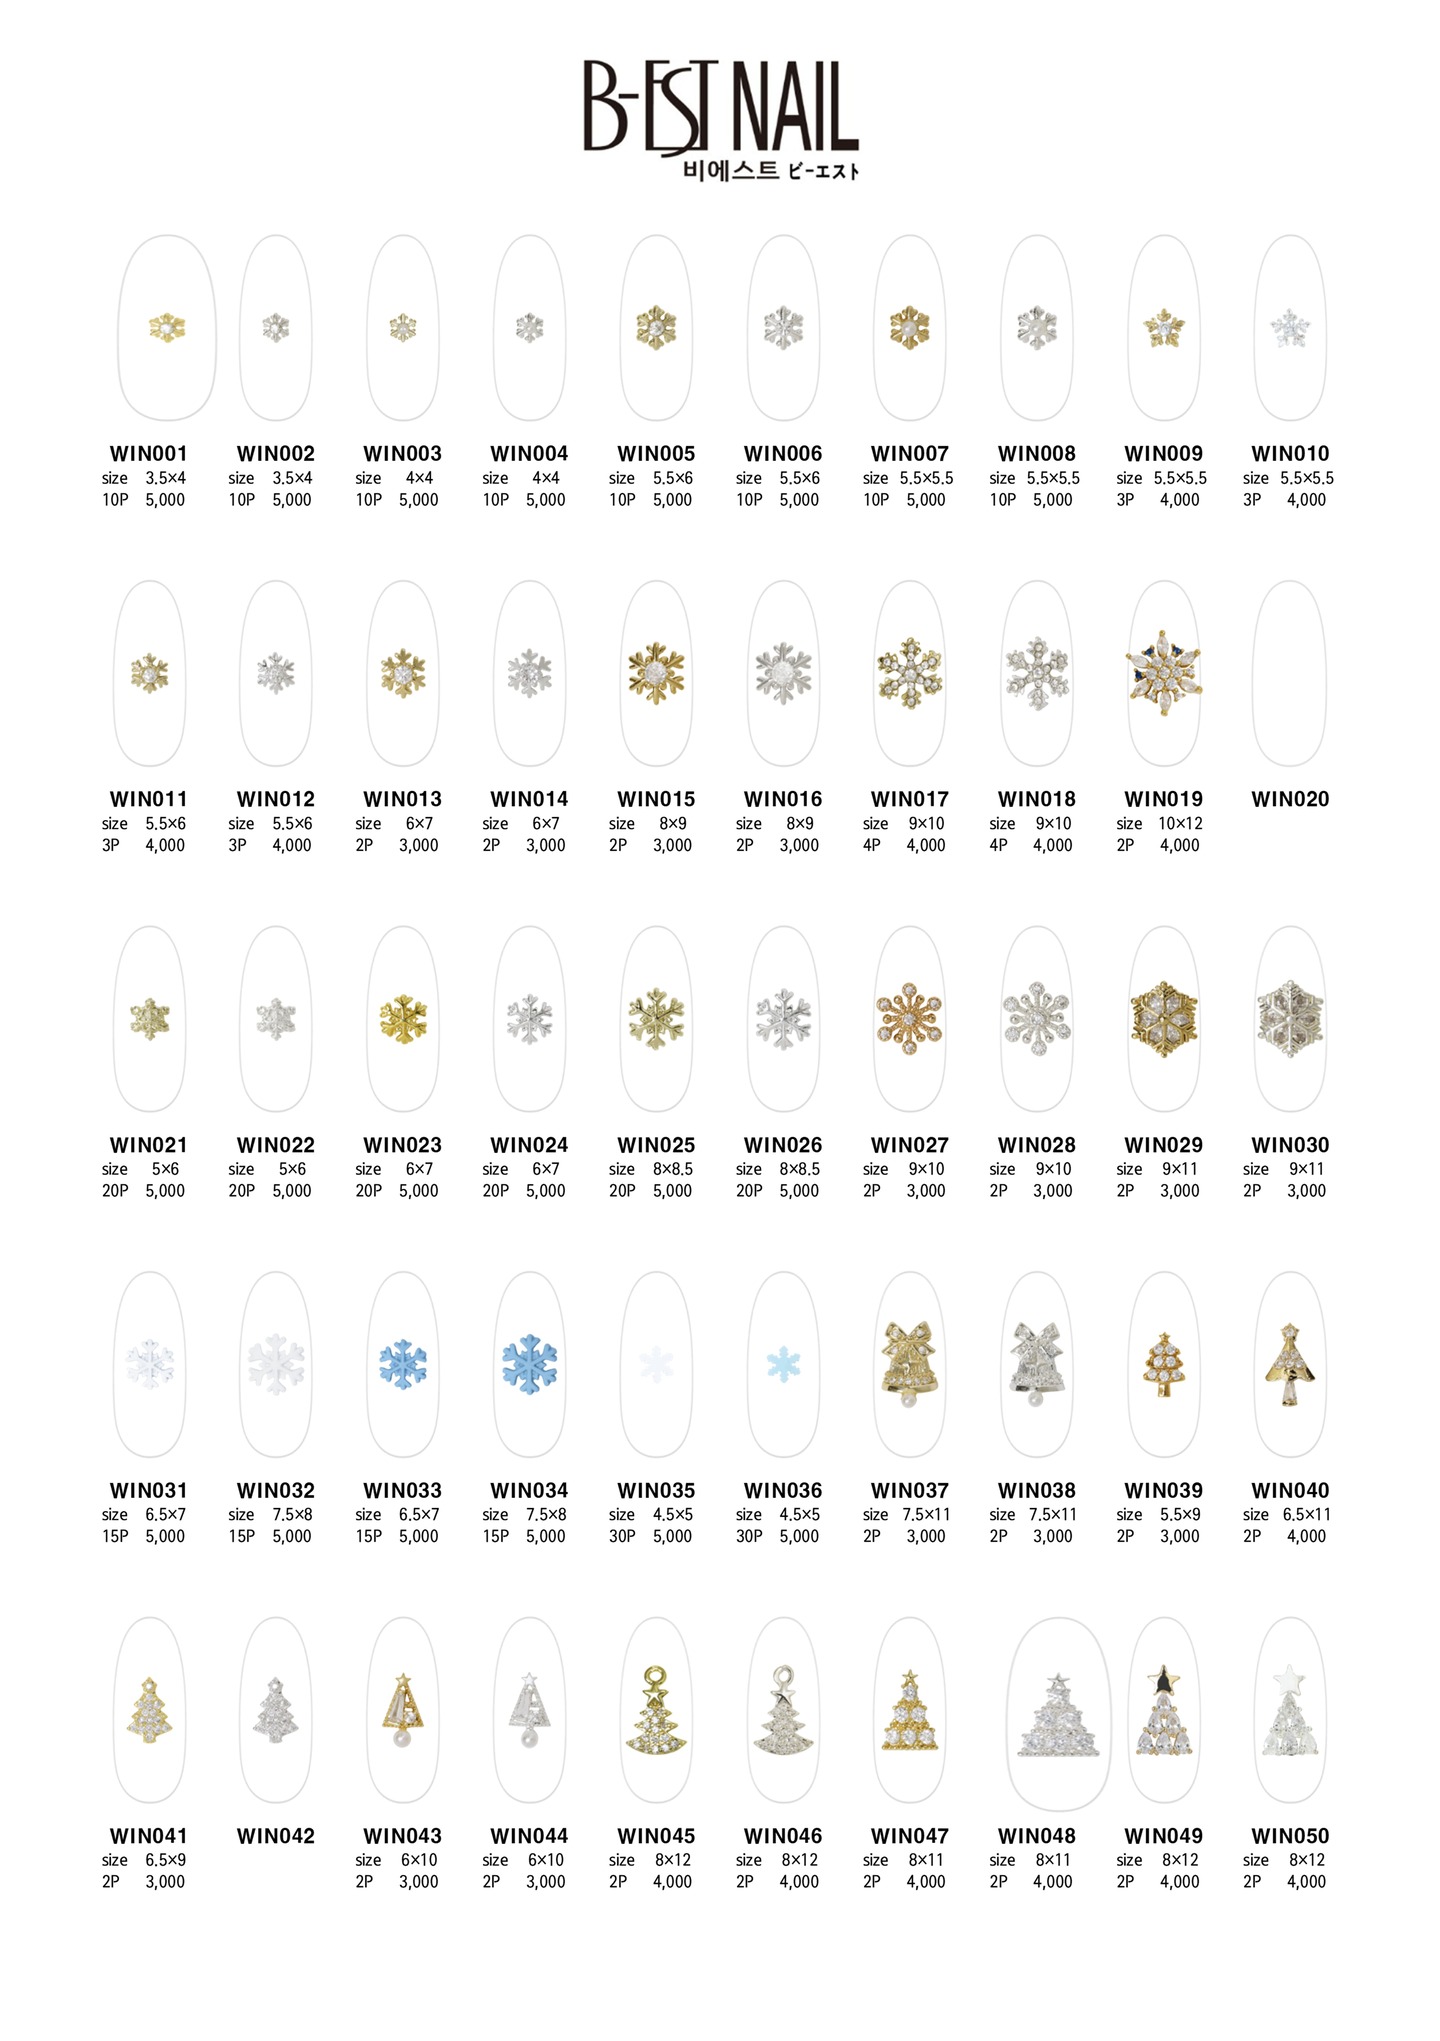 B-EST NAIL
비에스트 ビーエスト
WIN001 WIN002 WIN003 WIN004 WIN005 WIN006 WIN007 WIN008 WIN009 WIN010
size 3.5×4 size 3.5×4 size 4×4 size 4×4 size 5.5×6 size 5.5×6 size 5.5×5.5 size 5.5×5.5 size 5.5×5.5 size 5.5×5.5
10P 5,000 10P 5,000 10P 5,000 10P 5,000 10P 5,000 10P 5,000 10P 5,000 10P 5,000 3P 4,000 3P 4,000
WIN011 WIN012 WIN013 WIN014 WIN015 WIN016 WIN017 WIN018 WIN019 WIN020
size 5.5×6 size 5.5×6 size 6×7 size 6×7 size 8×9 size 8×9 size 9×10 size 9×10 size 10×12
3P 4,000 3P 4,000 2P 3,000 2P 3,000 2P 3,000 2P 3,000 4P 4,000 4P 4,000 2P 4,000
WIN021 WIN022 WIN023 WIN024 WIN025 WIN026 WIN027 WIN028 WIN029 WIN030
size 5×6 size 5×6 size 6×7 size 6×7 size 8×8.5 size 8×8.5 size 9×10 size 9×10 size 9×11 size 9×11
20P 5,000 20P 5,000 20P 5,000 20P 5,000 20P 5,000 20P 5,000 2P 3,000 2P 3,000 2P 3,000 2P 3,000
WIN031 WIN032 WIN033 WIN034 WIN035 WIN036 WIN037 WIN038 WIN039 WIN040
size 6.5×7 size 7.5×8 size 6.5×7 size 7.5×8 size 4.5×5 size 4.5×5 size 7.5×11 size 7.5×11 size 5.5×9 size 6.5×11
15P 5,000 15P 5,000 15P 5,000 15P 5,000 30P 5,000 30P 5,000 2P 3,000 2P 3,000 2P 3,000 2P 4,000
WIN041 WIN042 WIN043 WIN044 WIN045 WIN046 WIN047 WIN048 WIN049 WIN050
size 6.5×9 size 6×10 size 6×10 size 8×12 size 8×12 size 8×11 size 8×11 size 8×12 size 8×12
2P 3,000 2P 3,000 2P 3,000 2P 4,000 2P 4,000 2P 4,000 2P 4,000 2P 4,000 2P 4,000